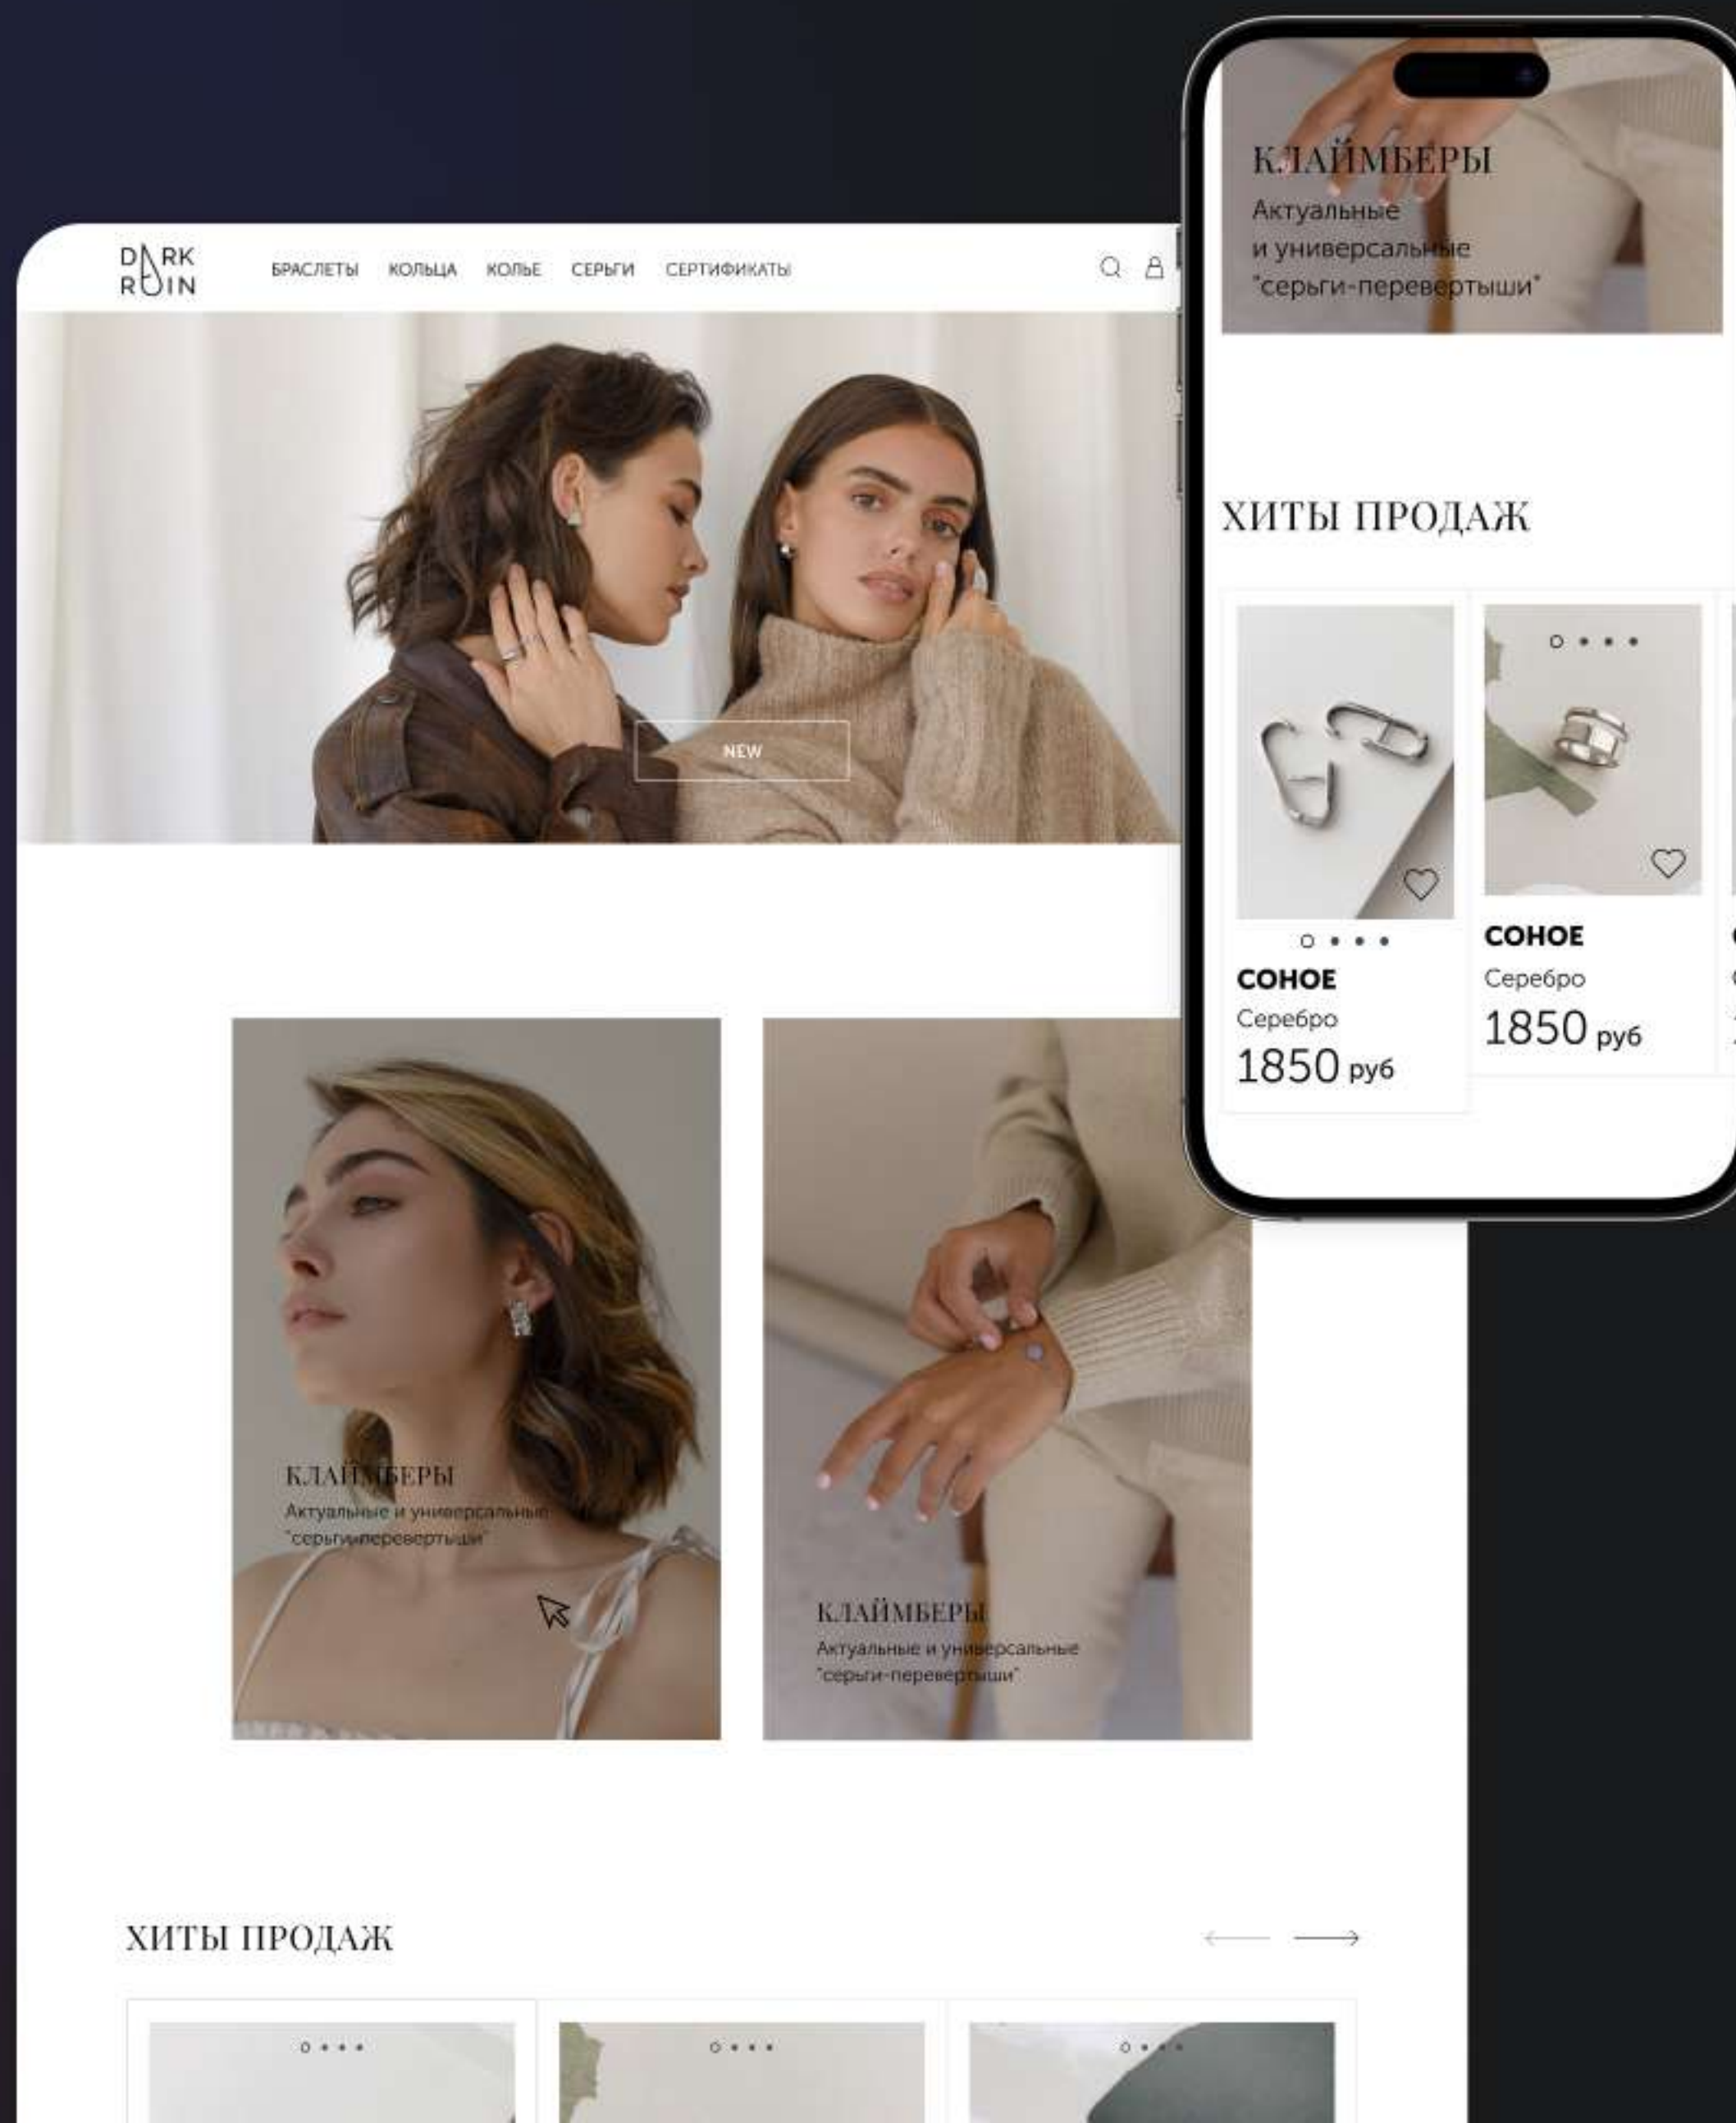 DARK
RAIN
БРАСЛЕТЫ КОЛЬЦА КОЛЬЕ СЕРЬГИ СЕРТИФИКАТЫ
NEW
КЛАЙМБЕРЫ
Актуальные и универсальные
"серьги-перевертыши"
КЛАЙМБЕРЫ
Актуальные и универсальные
"серьги-перевертыши"
ХИТЫ ПРОДАЖ
КЛАЙМБЕРЫ
Актуальные
и универсальные
"серьги-перевертыши"
ХИТЫ ПРОДАЖ
СОНОЕ
Серебро
1850 руб
СОНОЕ
Серебро
1850 руб